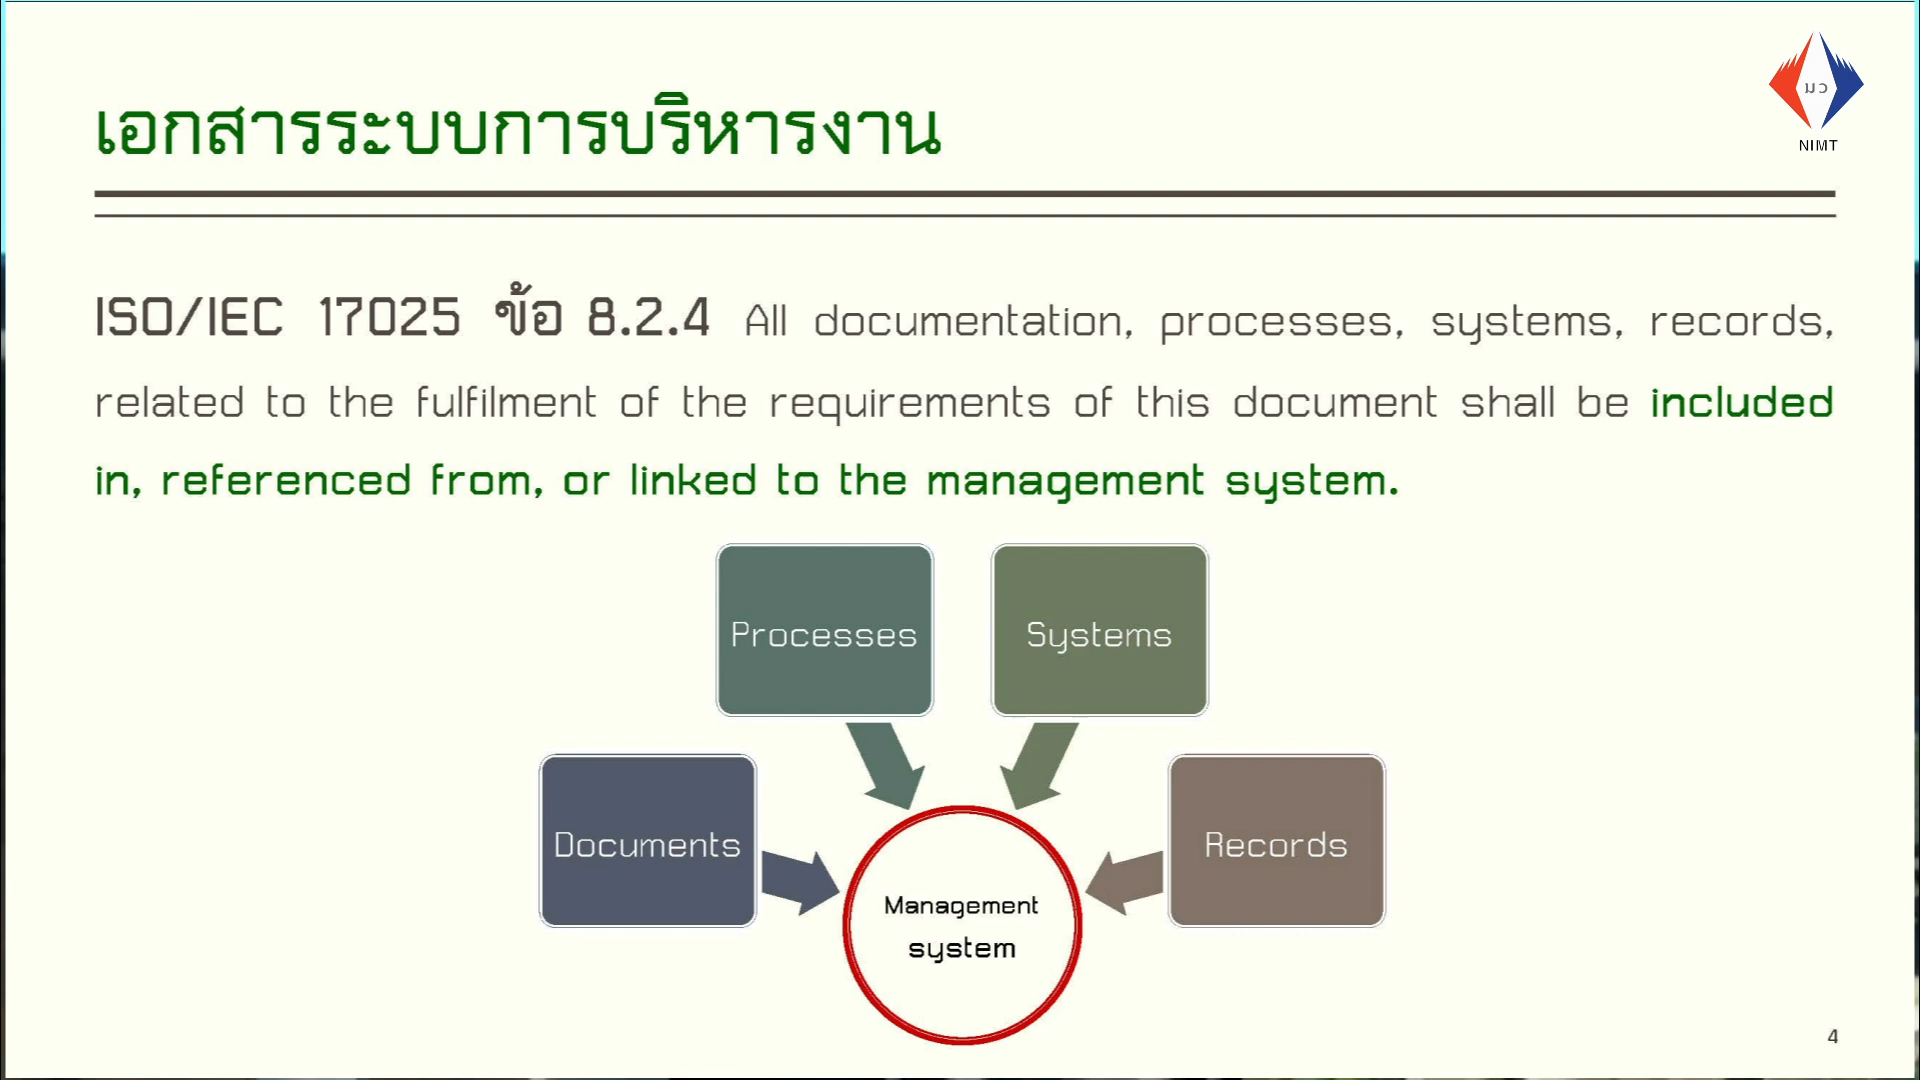 มว
NIMT
เอกสารระบบการบริหารงาน
ISO/IEC 17025 ข้อ 8.2.4 All documentation, processes, systems, records,
related to the fulfilment of the requirements of this document shall be included
in, referenced from, or linked to the management system.
Processes
Systems
Documents
Records
Management
system
4